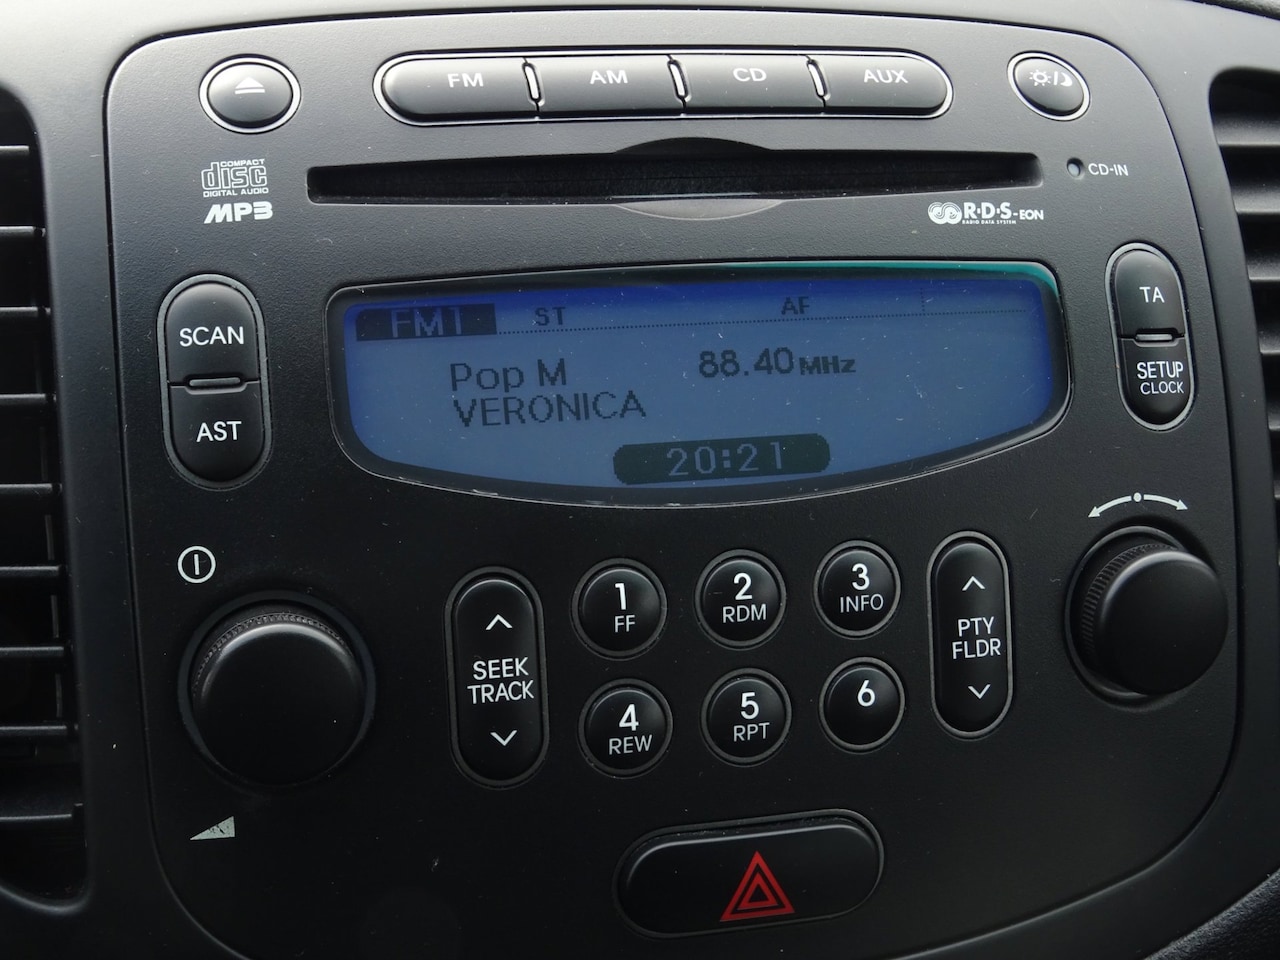 FM AM CD AUX
COMPACT
disc
DIGITAL AUDIO
MP3
CD-IN
R·D·S-EON
RADIO DATA SYSTEM
SCAN
AST
FM1 ST AF
Pop M 88.40 MHz
VERONICA
20:21
TA
SETUP
CLOCK
SEEK
TRACK
1
FF
2
RDM
3
INFO
4
REW
5
RPT
6
PTY
FLDR